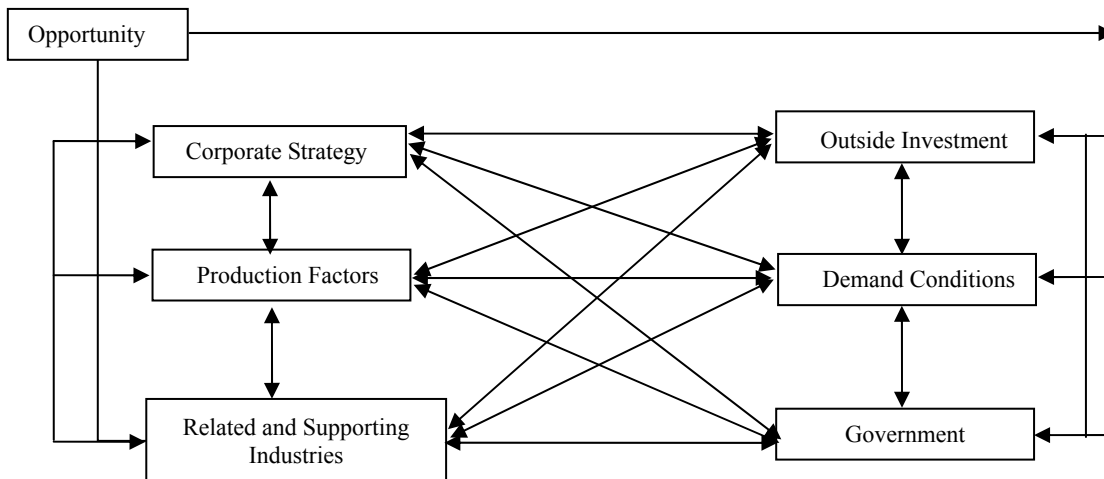 Opportunity
Corporate Strategy
Outside Investment
Production Factors
Demand Conditions
Related and Supporting
Industries
Government